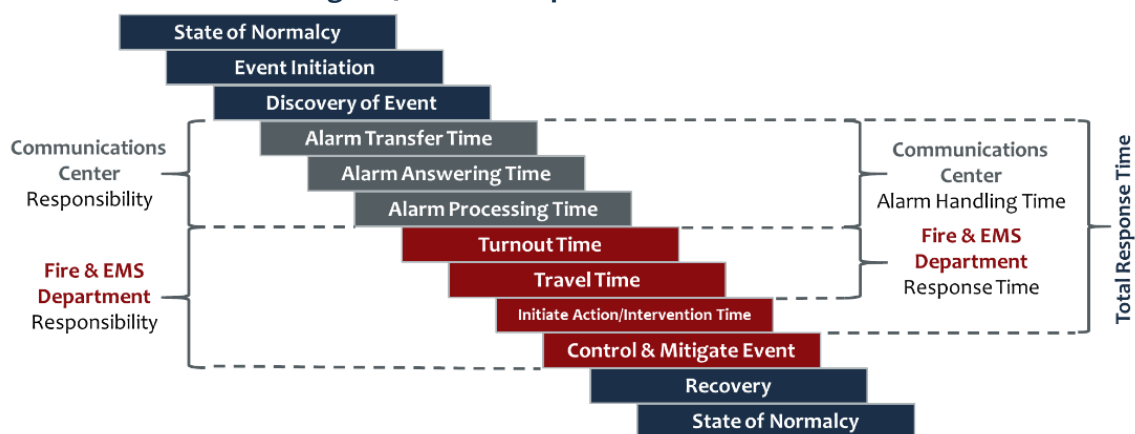 State of Normalcy
Event Initiation
Discovery of Event
Alarm Transfer Time
Alarm Answering Time
Alarm Processing Time
Turnout Time
Travel Time
Initiate Action/Intervention Time
Control & Mitigate Event
Recovery
State of Normalcy
Communications
Center
Responsibility
Fire & EMS
Department
Responsibility
Communications
Center
Alarm Handling Time
Fire & EMS
Department
Response Time
Total Response Time